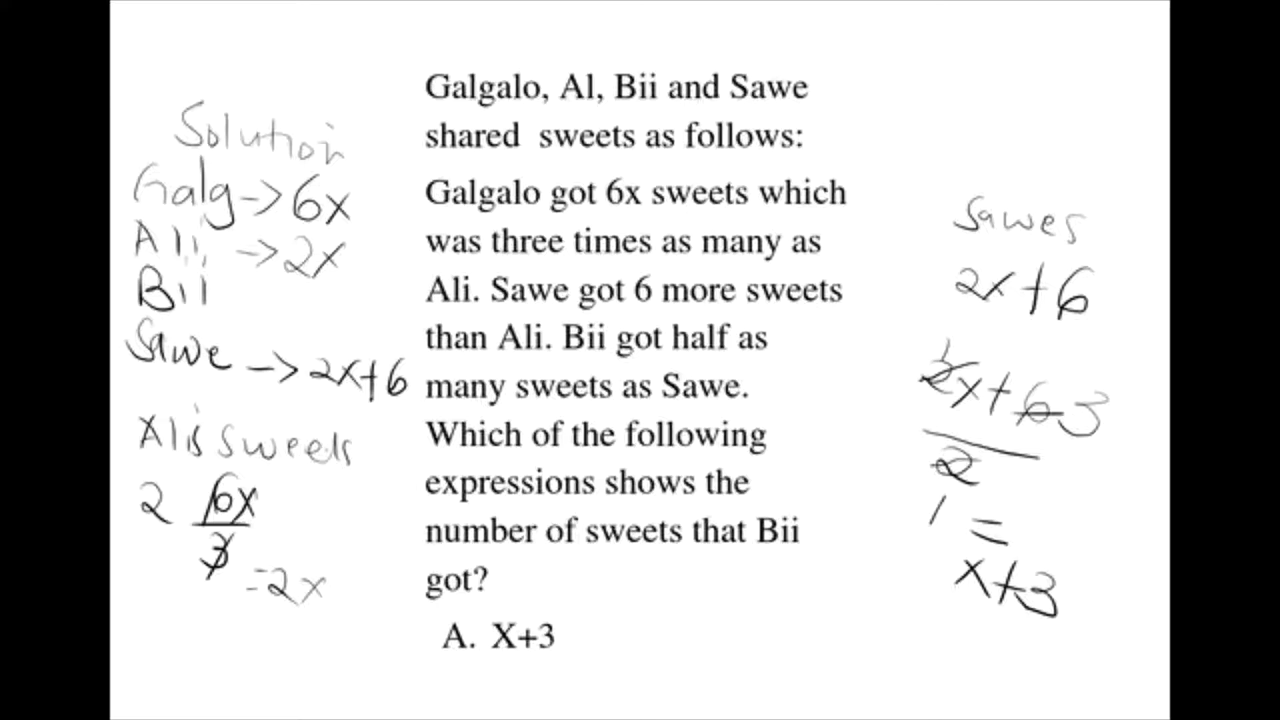 Solution
Galg -> 6x
Ali -> 2x
Bii
Sawe -> 2x+6
Alis sweets
2 6x
3
=2x
Galgalo, Al, Bii and Sawe
shared sweets as follows:
Galgalo got 6x sweets which
was three times as many as
Ali. Sawe got 6 more sweets
than Ali. Bii got half as
many sweets as Sawe.
Which of the following
expressions shows the
number of sweets that Bii
got?
A. X+3
Sawes
2x+6
1
2x+6 3
2
1 =
x+3